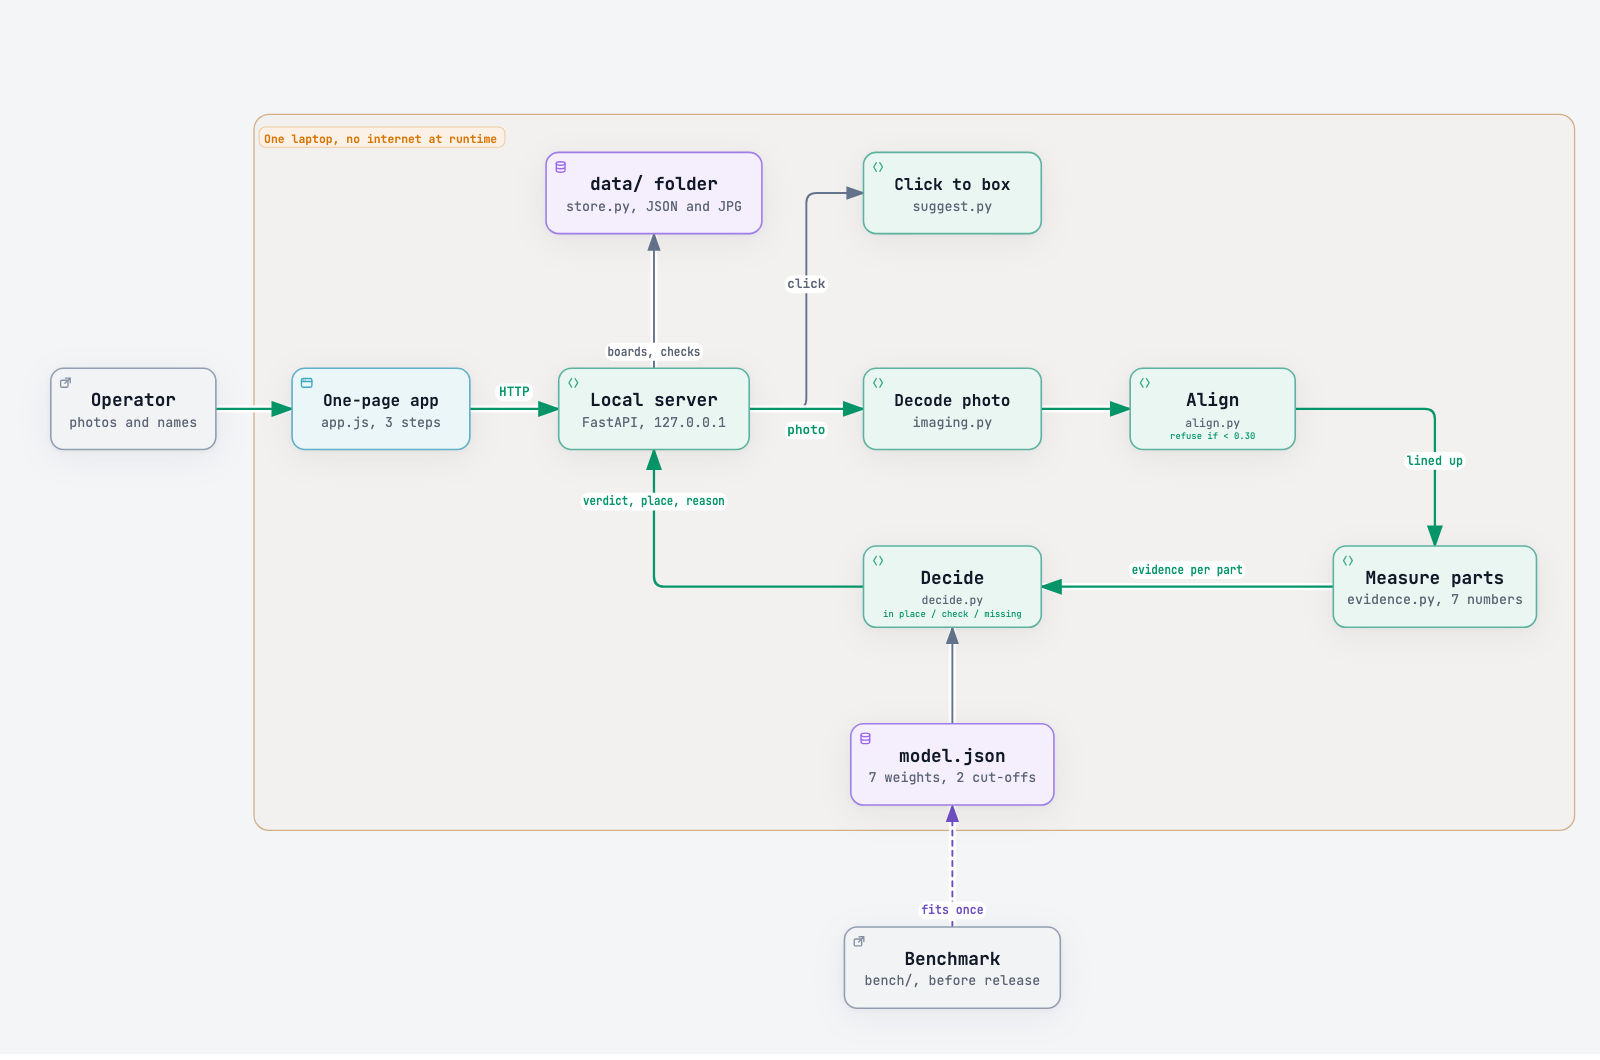 One laptop, no internet at runtime
data/ folder
store.py, JSON and JPG
Click to box
suggest.py
click
boards, checks
Operator
photos and names
One-page app
app.js, 3 steps
HTTP
Local server
FastAPI, 127.0.0.1
photo
Decode photo
imaging.py
Align
align.py
refuse if < 0.30
lined up
verdict, place, reason
Decide
decide.py
in place / check / missing
evidence per part
Measure parts
evidence.py, 7 numbers
model.json
7 weights, 2 cut-offs
fits once
Benchmark
bench/, before release